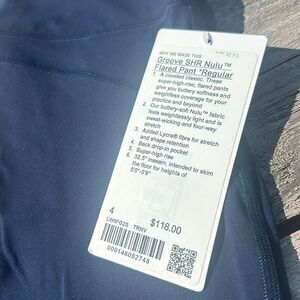 WHY WE MADE THIS
Groove SHR Nulu™
Flared Pant *Regular
1. A coveted classic. These
super-high-rise, flared pants
give you buttery softness and
weightless coverage for your
practice and beyond
2. Our buttery-soft Nulu™ fabric
feels weightlessly light and is
sweat-wicking and four-way
stretch
3. Added Lycra® fibre for stretch
and shape retention
4. Back drop-in pocket
5. Super-high rise
6. 32.5" inseam, intended to skim
the floor for heights of
5'5"-5'8"
4
$118.00
LW5FQ2S TRNV
G00146082748